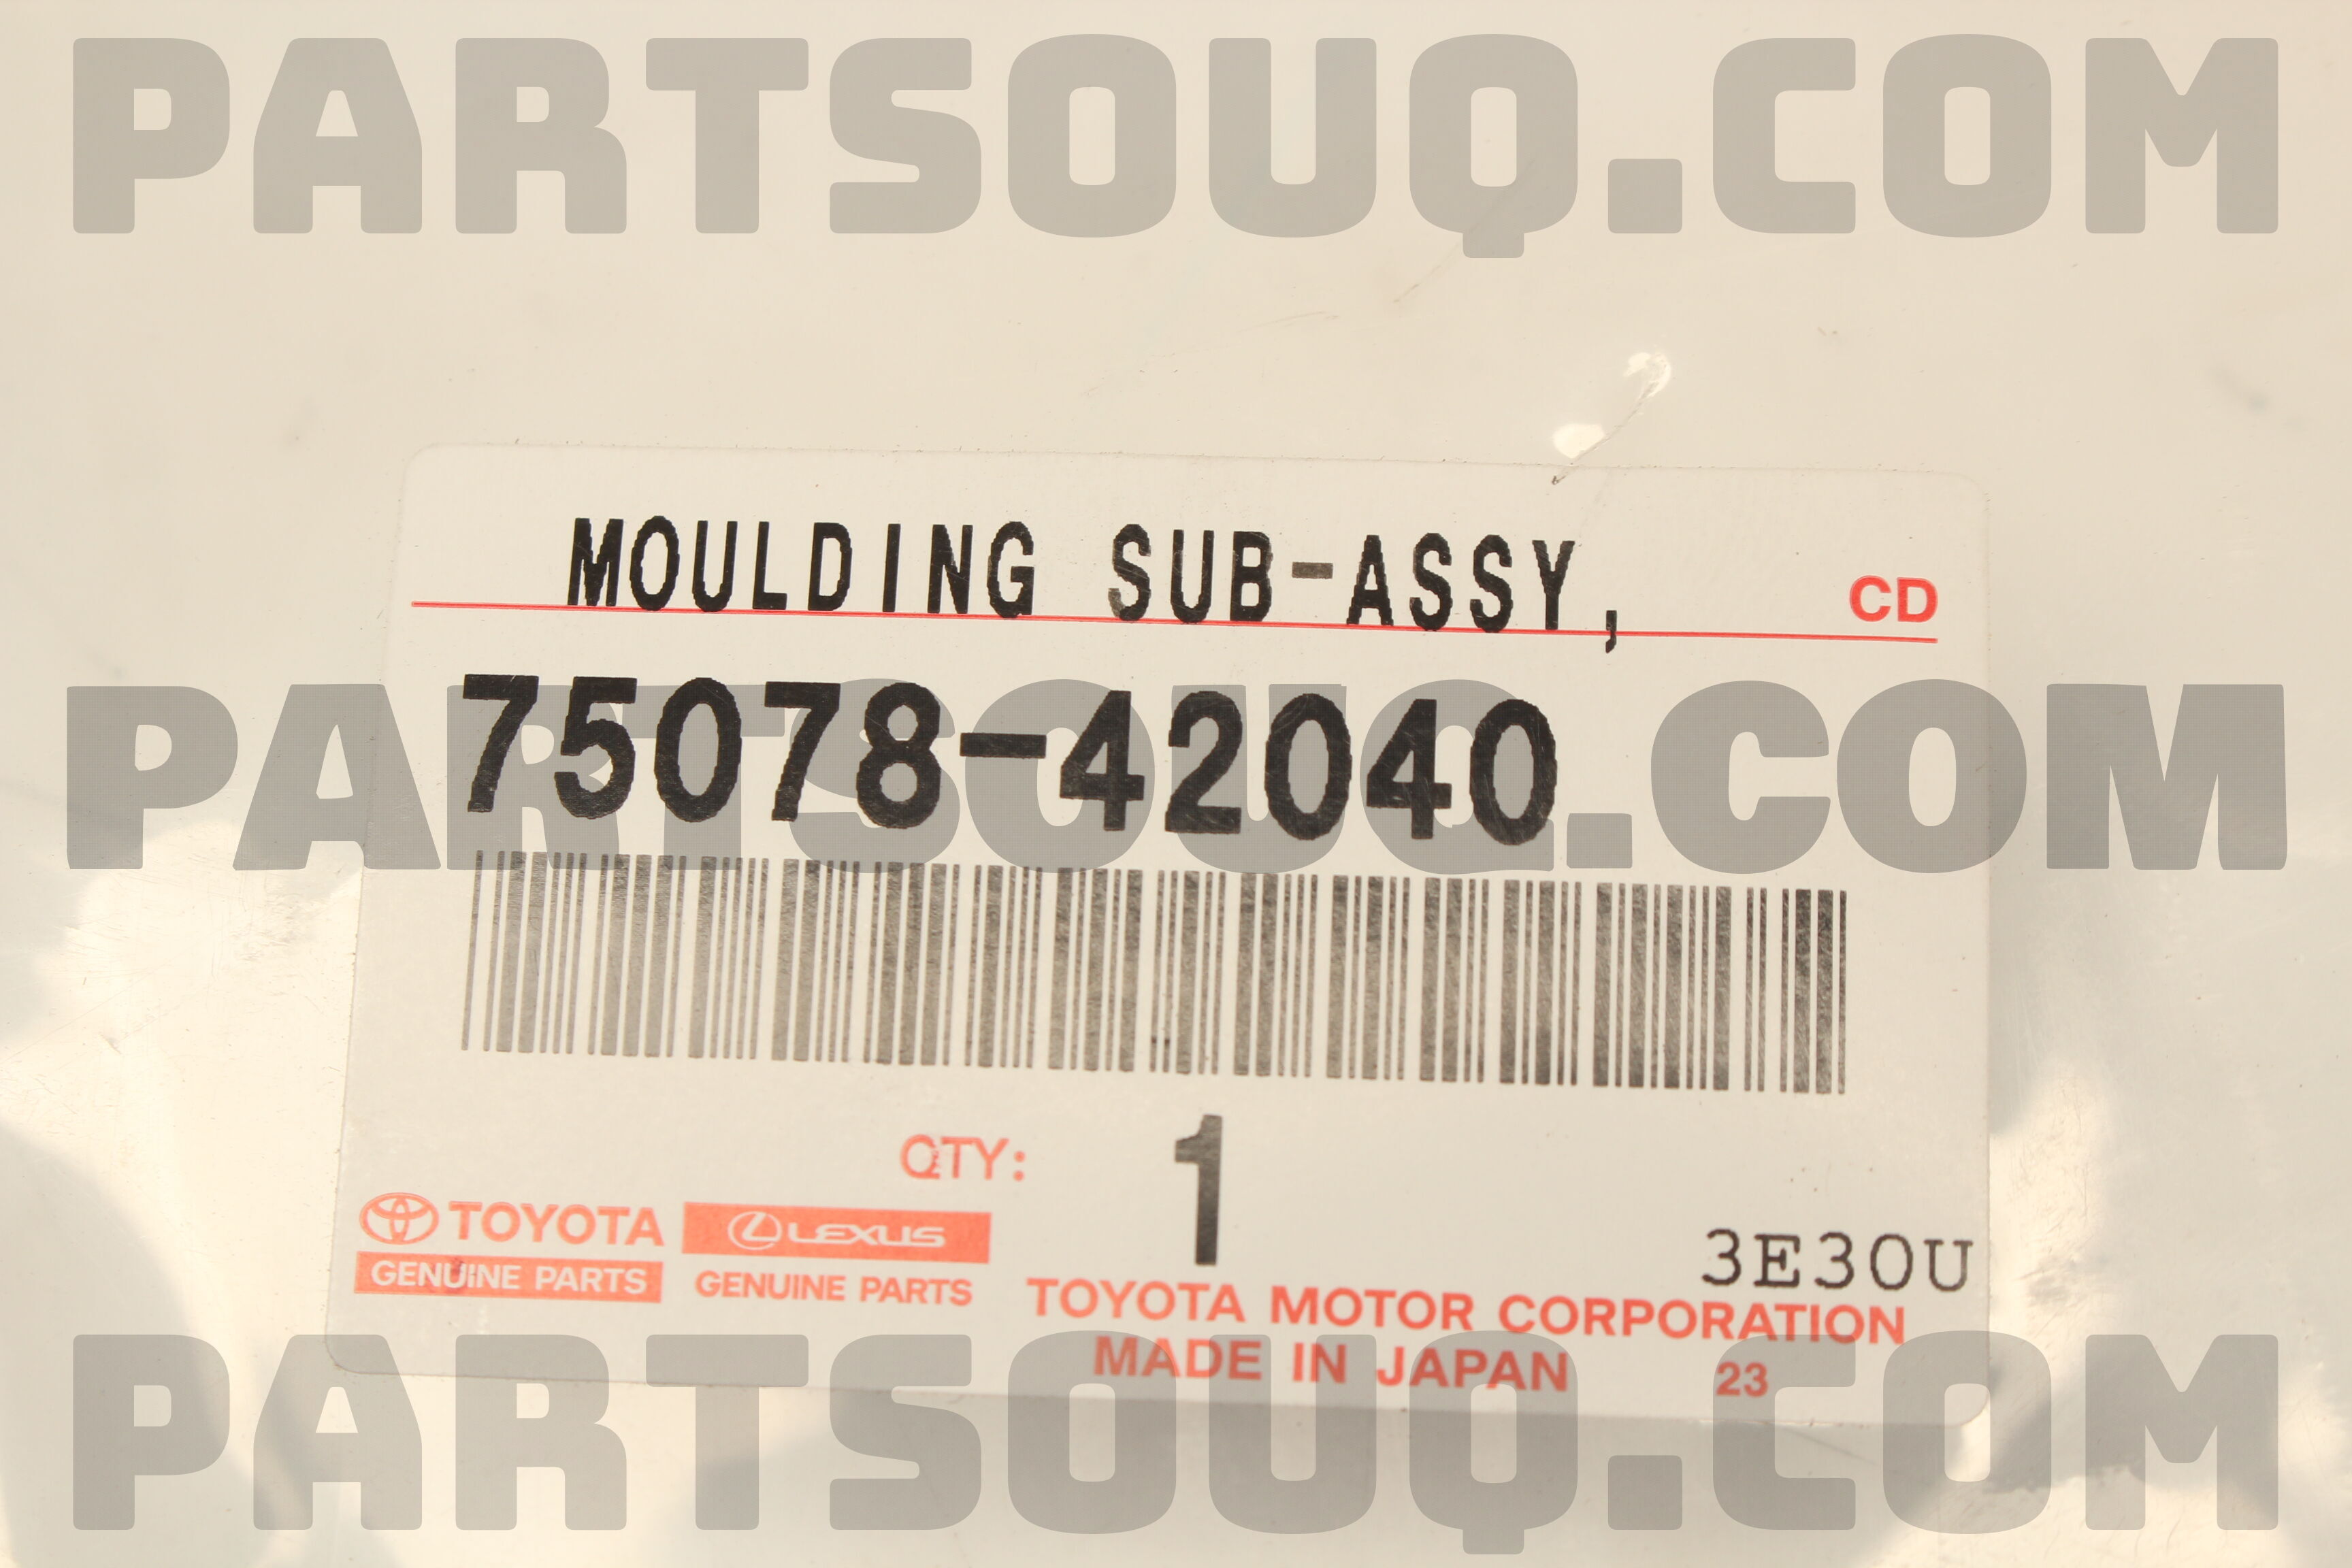 PARTSOUQ.COM
MOULDING SUB-ASSY,
CD
75078-42040
PARTSOUQ.COM
QTY: 1
TOYOTA
GENUINE PARTS
LEXUS
GENUINE PARTS
3E30U
TOYOTA MOTOR CORPORATION
MADE IN JAPAN 23
PARTSOUQ.COM